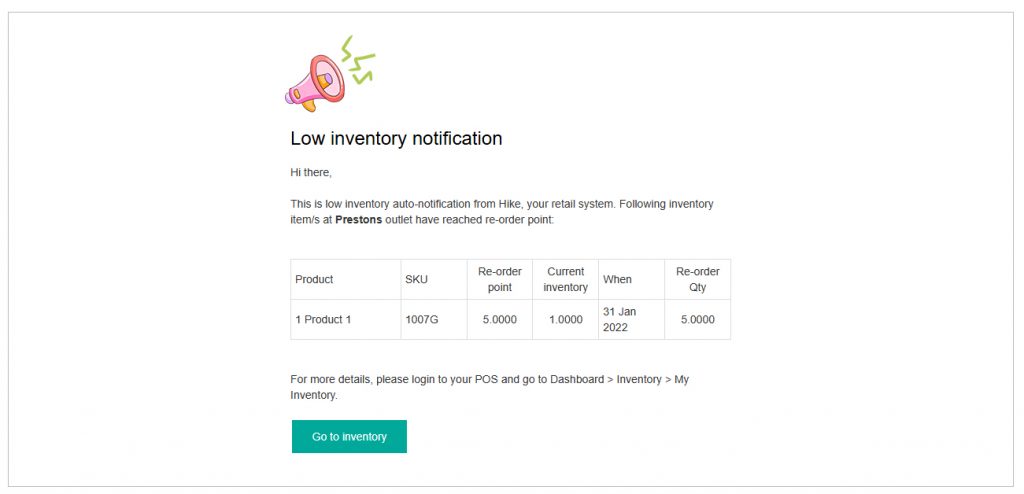 Low inventory notification
Hi there,
This is low inventory auto-notification from Hike, your retail system. Following inventory
item/s at Prestons outlet have reached re-order point:
Product SKU Re-order point Current inventory When Re-order Qty
1 Product 1 1007G 5.0000 1.0000 31 Jan 2022 5.0000
For more details, please login to your POS and go to Dashboard > Inventory > My
Inventory.
Go to inventory